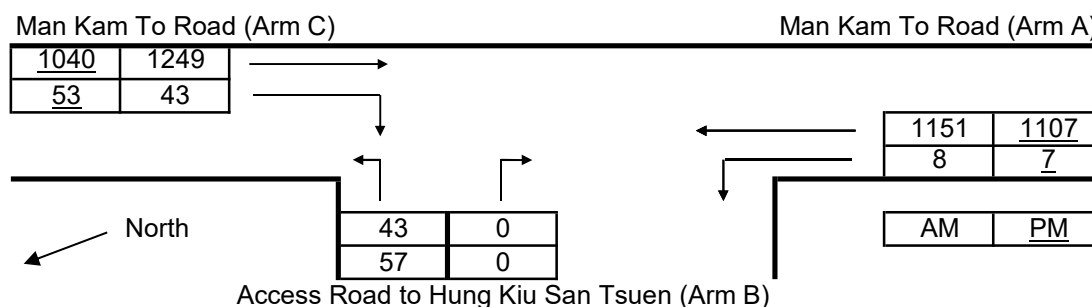 Man Kam To Road (Arm C) Man Kam To Road (Arm A)
1040 1249
53 43
1151 1107
8 7
North
43 0
AM PM
57 0
Access Road to Hung Kiu San Tsuen (Arm B)